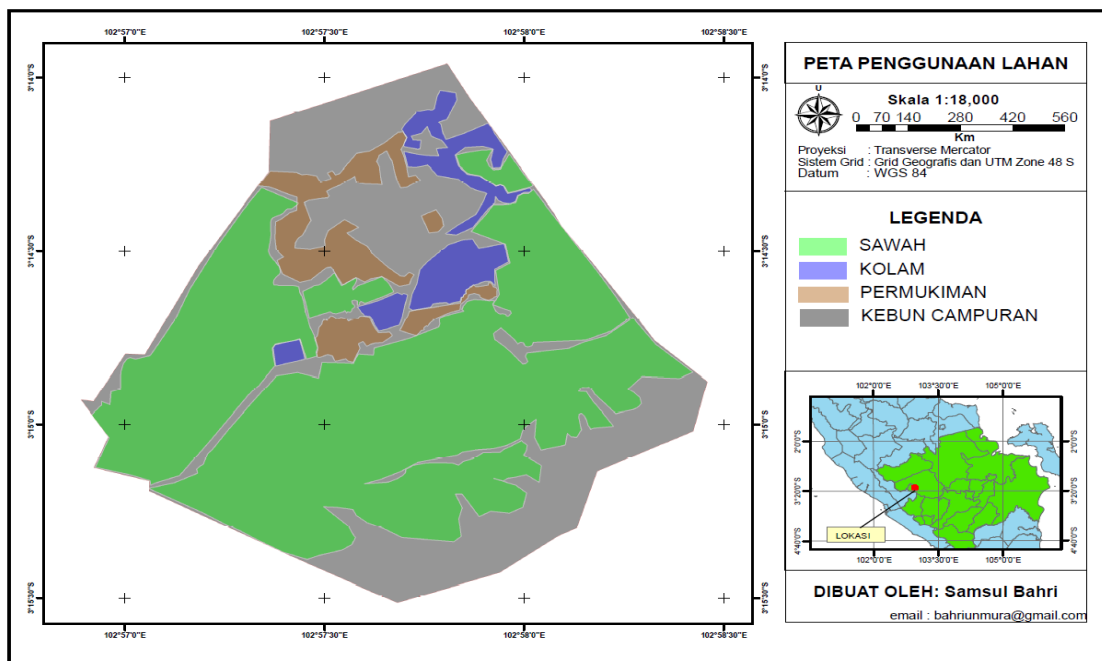 102°57'0"E 102°57'30"E 102°58'0"E 102°58'30"E
3°14'0"S 3°14'0"S
3°14'30"S 3°14'30"S
3°15'0"S 3°15'0"S
3°15'30"S 3°15'30"S
102°57'0"E 102°57'30"E 102°58'0"E 102°58'30"E
PETA PENGGUNAAN LAHAN
U
Skala 1:18,000
0 70 140 280 420 560
Km
Proyeksi : Transverse Mercator
Sistem Grid : Grid Geografis dan UTM Zone 48 S
Datum : WGS 84
LEGENDA
SAWAH
KOLAM
PERMUKIMAN
KEBUN CAMPURAN
102°0'0"E 103°30'0"E 105°0'0"E
2°0'0"S 2°0'0"S
3°20'0"S 3°20'0"S
LOKASI
4°40'0"S 4°40'0"S
102°0'0"E 103°30'0"E 105°0'0"E
DIBUAT OLEH: Samsul Bahri
email : bahriunmura@gmail.com